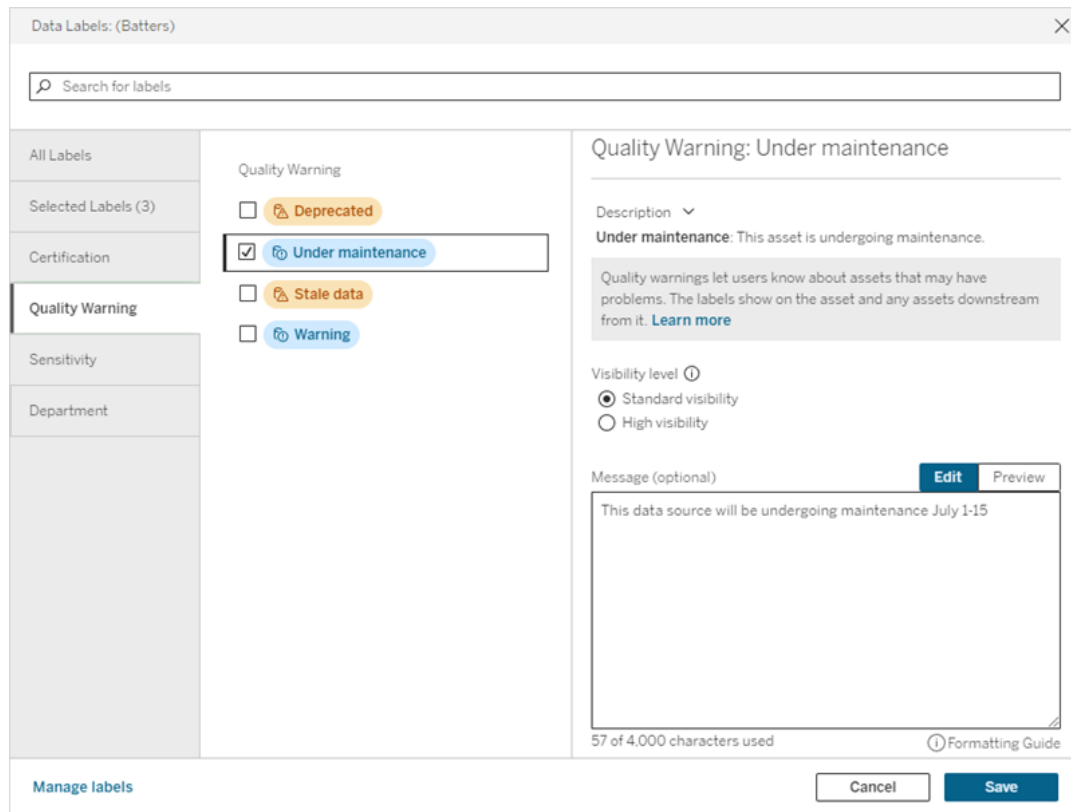 Data Labels: (Batters)
Search for labels
All Labels
Selected Labels (3)
Certification
Quality Warning
Sensitivity
Department
Quality Warning
Deprecated
Under maintenance
Stale data
Warning
Quality Warning: Under maintenance
Description
Under maintenance: This asset is undergoing maintenance.
Quality warnings let users know about assets that may have
problems. The labels show on the asset and any assets downstream
from it. Learn more
Visibility level
Standard visibility
High visibility
Message (optional)
Edit
Preview
This data source will be undergoing maintenance July 1-15
57 of 4,000 characters used
Formatting Guide
Manage labels
Cancel
Save